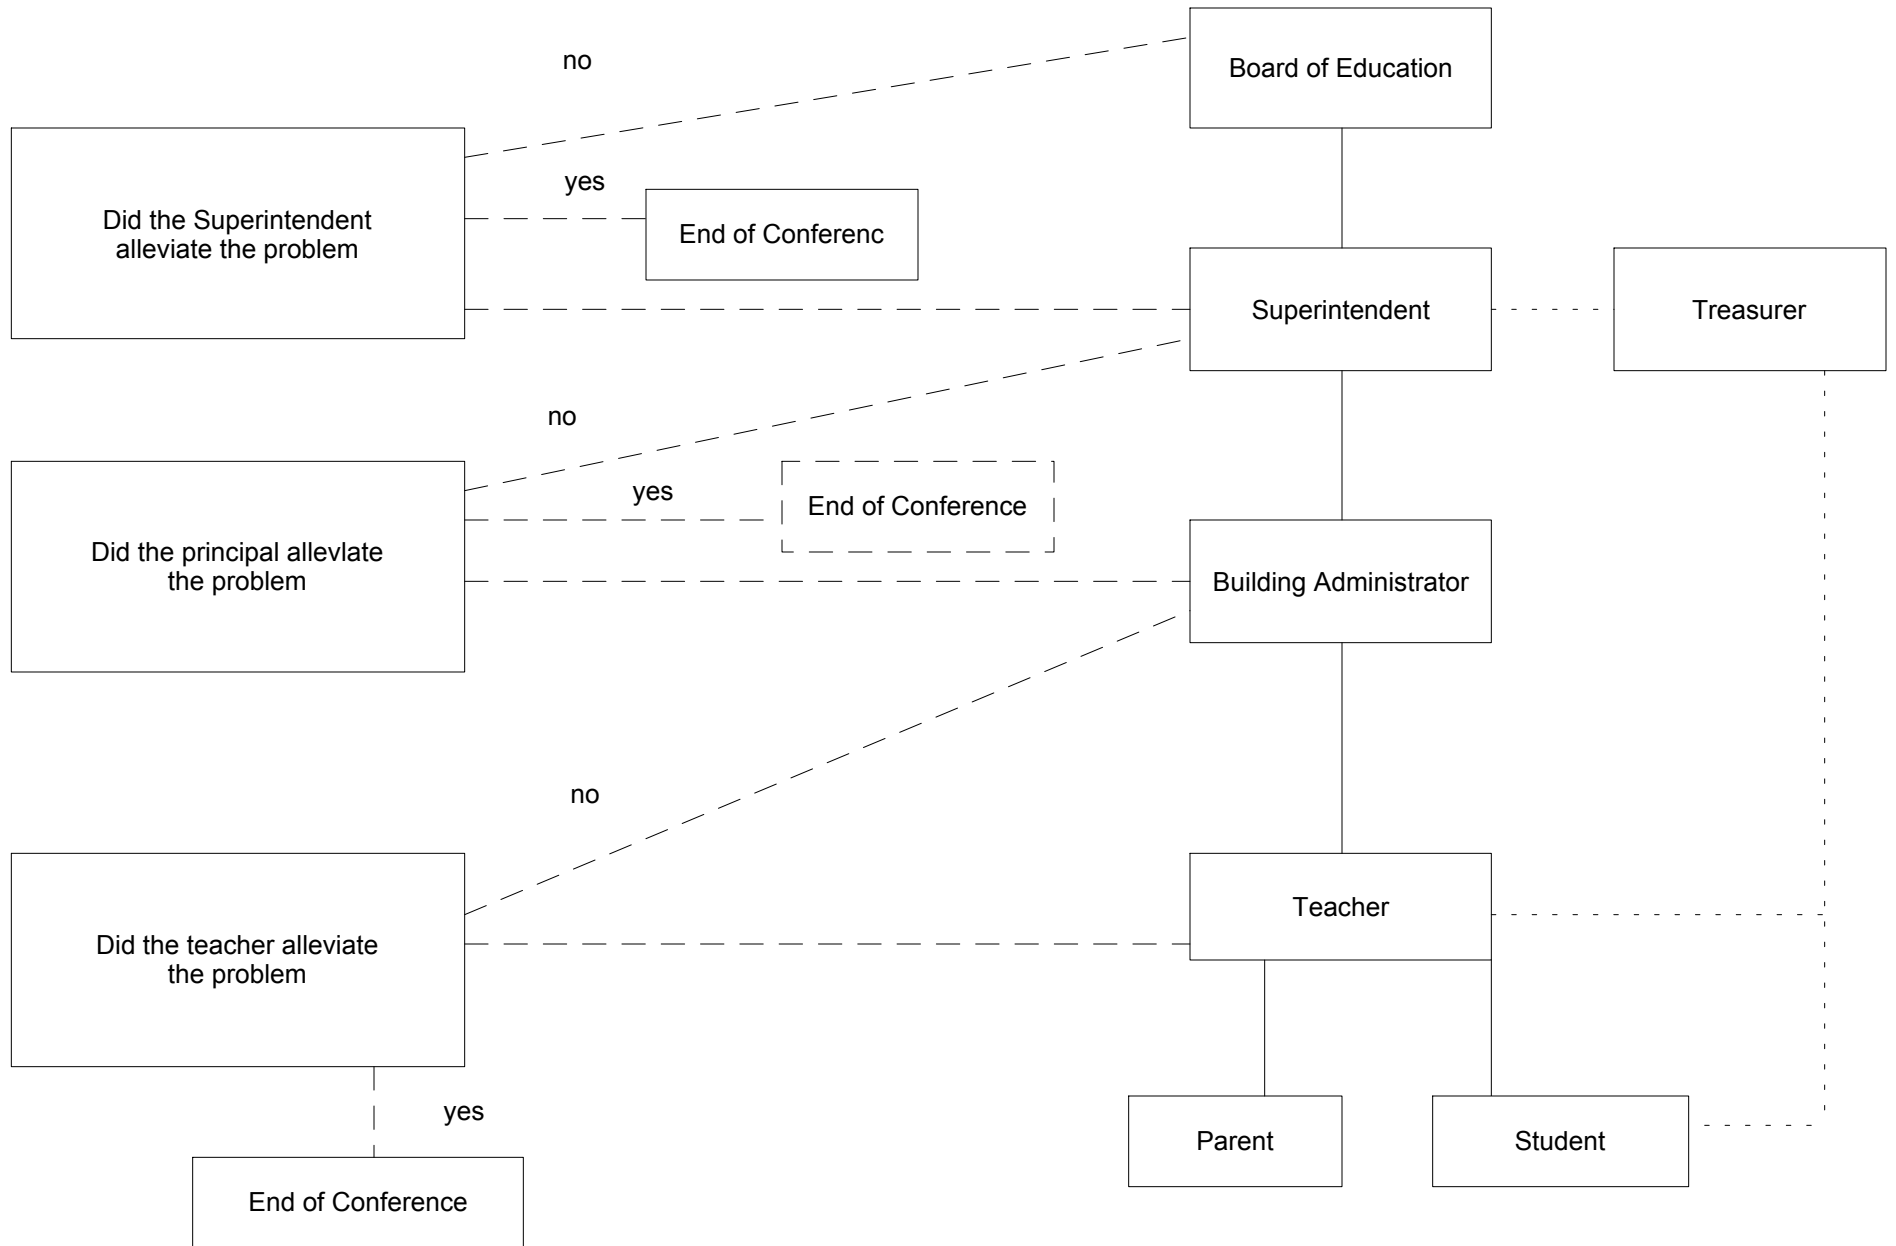 no
Board of Education
yes
Did the Superintendent
alleviate the problem
End of Conferenc
Superintendent
Treasurer
no
yes
End of Conference
Did the principal allevlate
the problem
Building Administrator
no
Teacher
Did the teacher alleviate
the problem
yes
Parent
Student
End of Conference